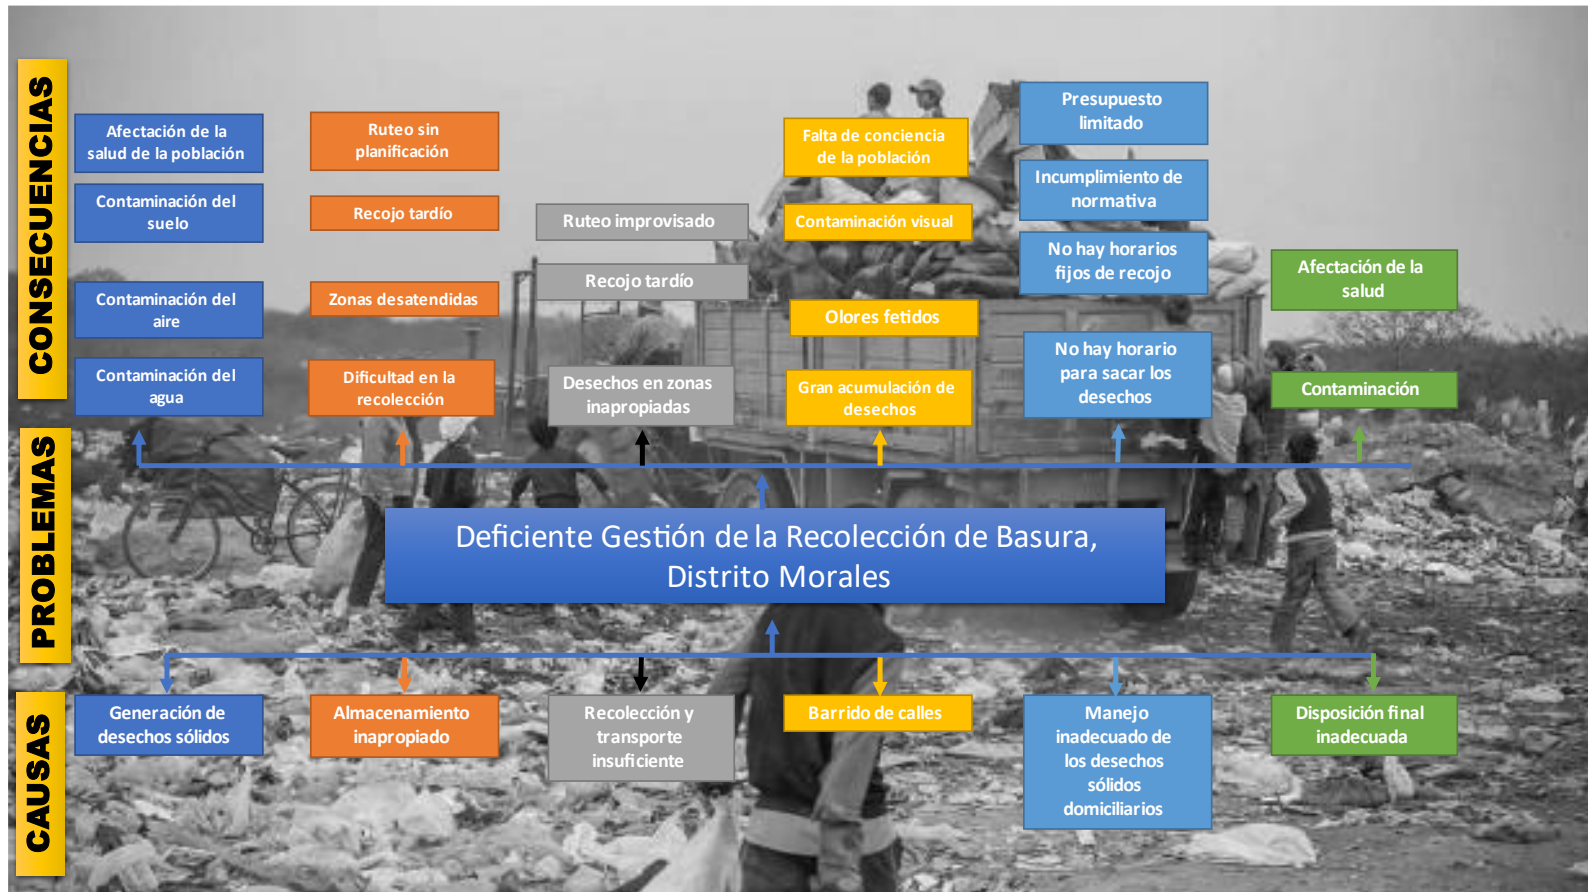 CONSECUENCIAS
Afectación de la
salud de la población
Contaminación del
suelo
Contaminación del
aire
Contaminación del
agua
Ruteo sin
planificación
Recojo tardío
Zonas desatendidas
Dificultad en la
recolección
Ruteo improvisado
Recojo tardío
Desechos en zonas
inapropiadas
Falta de conciencia
de la población
Contaminación visual
Olores fetidos
Gran acumulación de
desechos
Presupuesto
limitado
Incumplimiento de
normativa
No hay horarios
fijos de recojo
No hay horario
para sacar los
desechos
Afectación de la
salud
Contaminación
PROBLEMAS
Deficiente Gestión de la Recolección de Basura,
Distrito Morales
CAUSAS
Generación de
desechos sólidos
Almacenamiento
inapropiado
Recolección y
transporte
insuficiente
Barrido de calles
Manejo
inadecuado de
los desechos
sólidos
domiciliarios
Disposición final
inadecuada